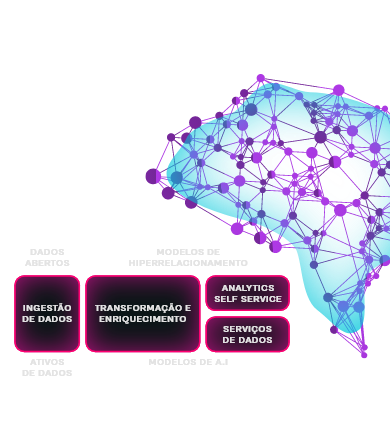 DADOS
ABERTOS
MODELOS DE
HIPERRELACIONAMENTO
INGESTÃO
DE DADOS
TRANSFORMAÇÃO E
ENRIQUECIMENTO
ANALYTICS
SELF SERVICE
SERVIÇOS
DE DADOS
ATIVOS
DE DADOS
MODELOS DE A.I